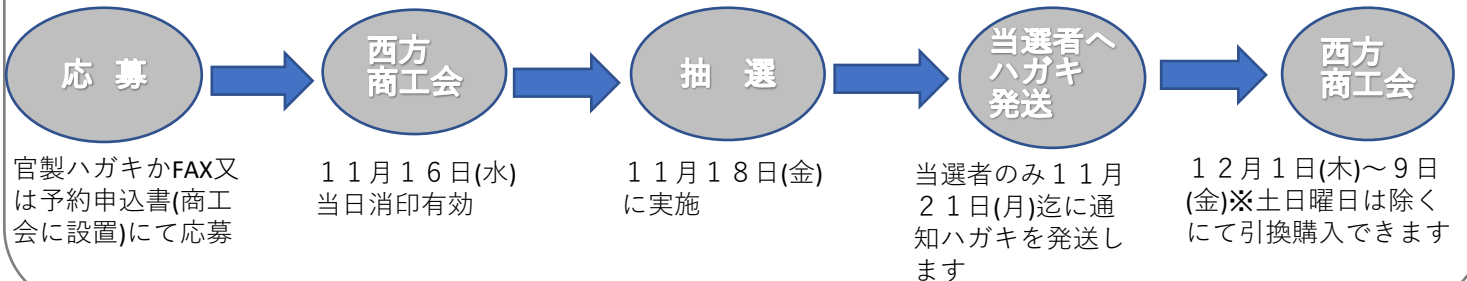 応 募
西方
商工会
抽 選
当選者へ
ハガキ
発送
西方
商工会
官製ハガキかFAX又
は予約申込書(商工
会に設置)にて応募
１１月１６日(水)
当日消印有効
１１月１８日(金)
に実施
当選者のみ１１月
２１日(月)迄に通
知ハガキを発送し
ます
１２月１日(木)～９日
(金)※土日曜日は除く
にて引換購入できます